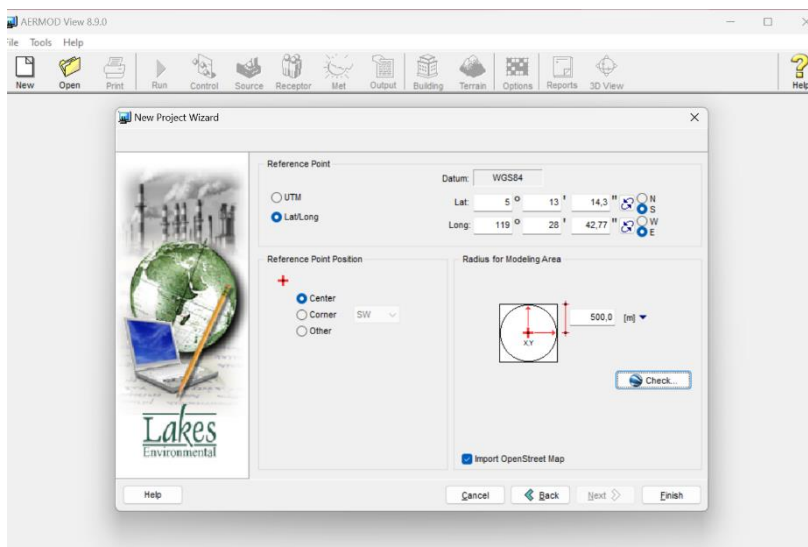 AERMOD View 8.9.0
File Tools Help
New Open Print Run Control Source Receptor Met Output Building Terrain Options Reports 3D View Help
New Project Wizard
Reference Point
Datum: WGS84
UTM
Lat/Long
Lat: 5 ° 13 ' 14,3 " N S
Long: 119 ° 28 ' 42,77 " W E
Reference Point Position
Center
Corner SW
Other
Radius for Modeling Area
X,Y
500,0 [m]
Check...
Import OpenStreet Map
Lakes
Environmental
Help Cancel Back Next Finish